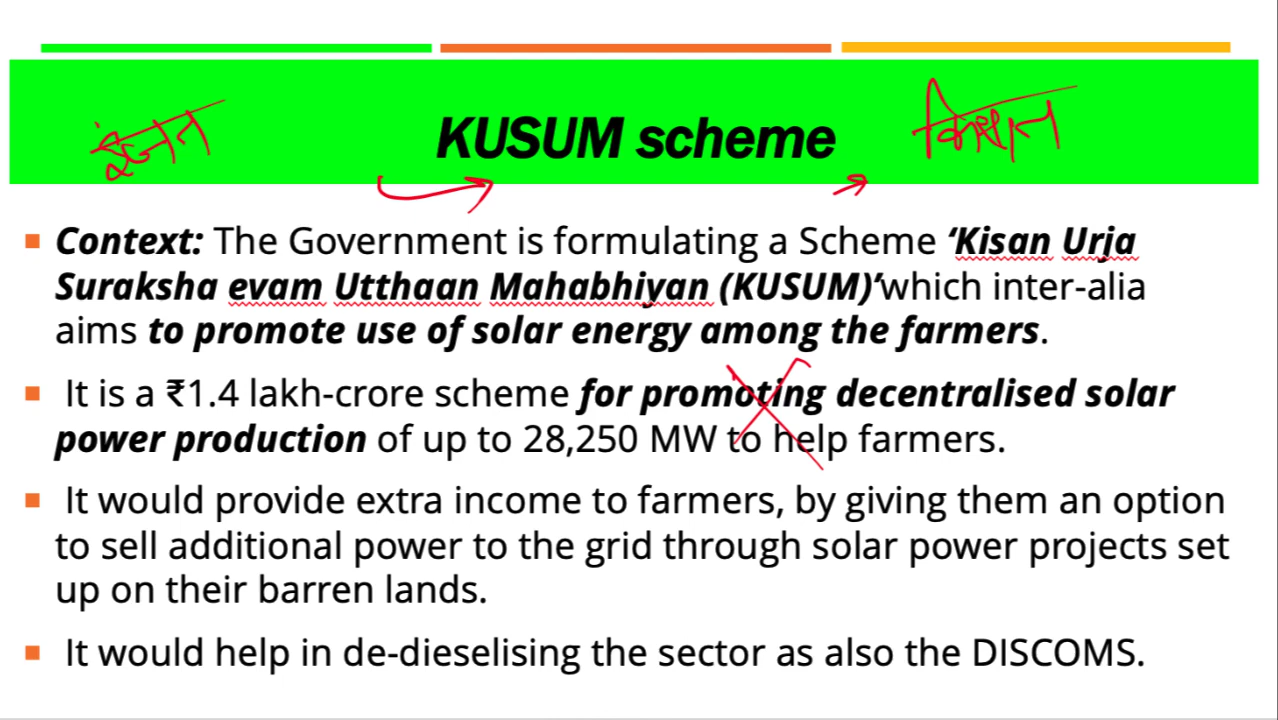 KUSUM scheme
किसान
Context: The Government is formulating a Scheme ‘Kisan Urja
Suraksha evam Utthaan Mahabhiyan (KUSUM)‘which inter-alia
aims to promote use of solar energy among the farmers.
It is a ₹1.4 lakh-crore scheme for promoting decentralised solar
power production of up to 28,250 MW to help farmers.
It would provide extra income to farmers, by giving them an option
to sell additional power to the grid through solar power projects set
up on their barren lands.
It would help in de-dieselising the sector as also the DISCOMS.